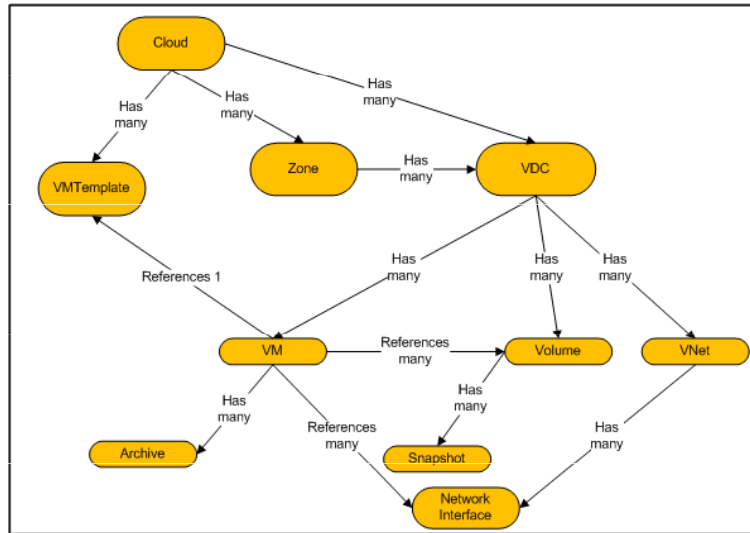 Cloud
Has
many
Has
many
Has
many
VMTemplate
Zone
Has
many
VDC
References 1
Has
many
Has
many
Has
many
VM
References
many
Volume
VNet
Has
many
References
many
Has
many
Has
many
Archive
Snapshot
Network
Interface